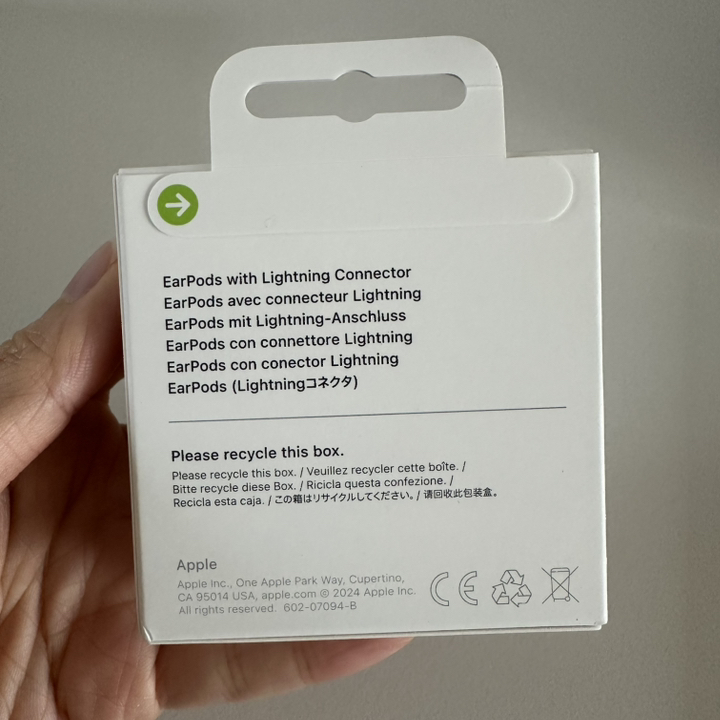 EarPods with Lightning Connector
EarPods avec connecteur Lightning
EarPods mit Lightning-Anschluss
EarPods con connettore Lightning
EarPods con conector Lightning
EarPods (Lightningコネクタ)
Please recycle this box.
Please recycle this box. / Veuillez recycler cette boîte. /
Bitte recycle diese Box. / Ricicla questa confezione. /
Recicla esta caja. / この箱はリサイクルしてください。/ 请回收此包装盒。
Apple
Apple Inc., One Apple Park Way, Cupertino,
CA 95014 USA, apple.com © 2024 Apple Inc.
All rights reserved. 602-07094-B
CE